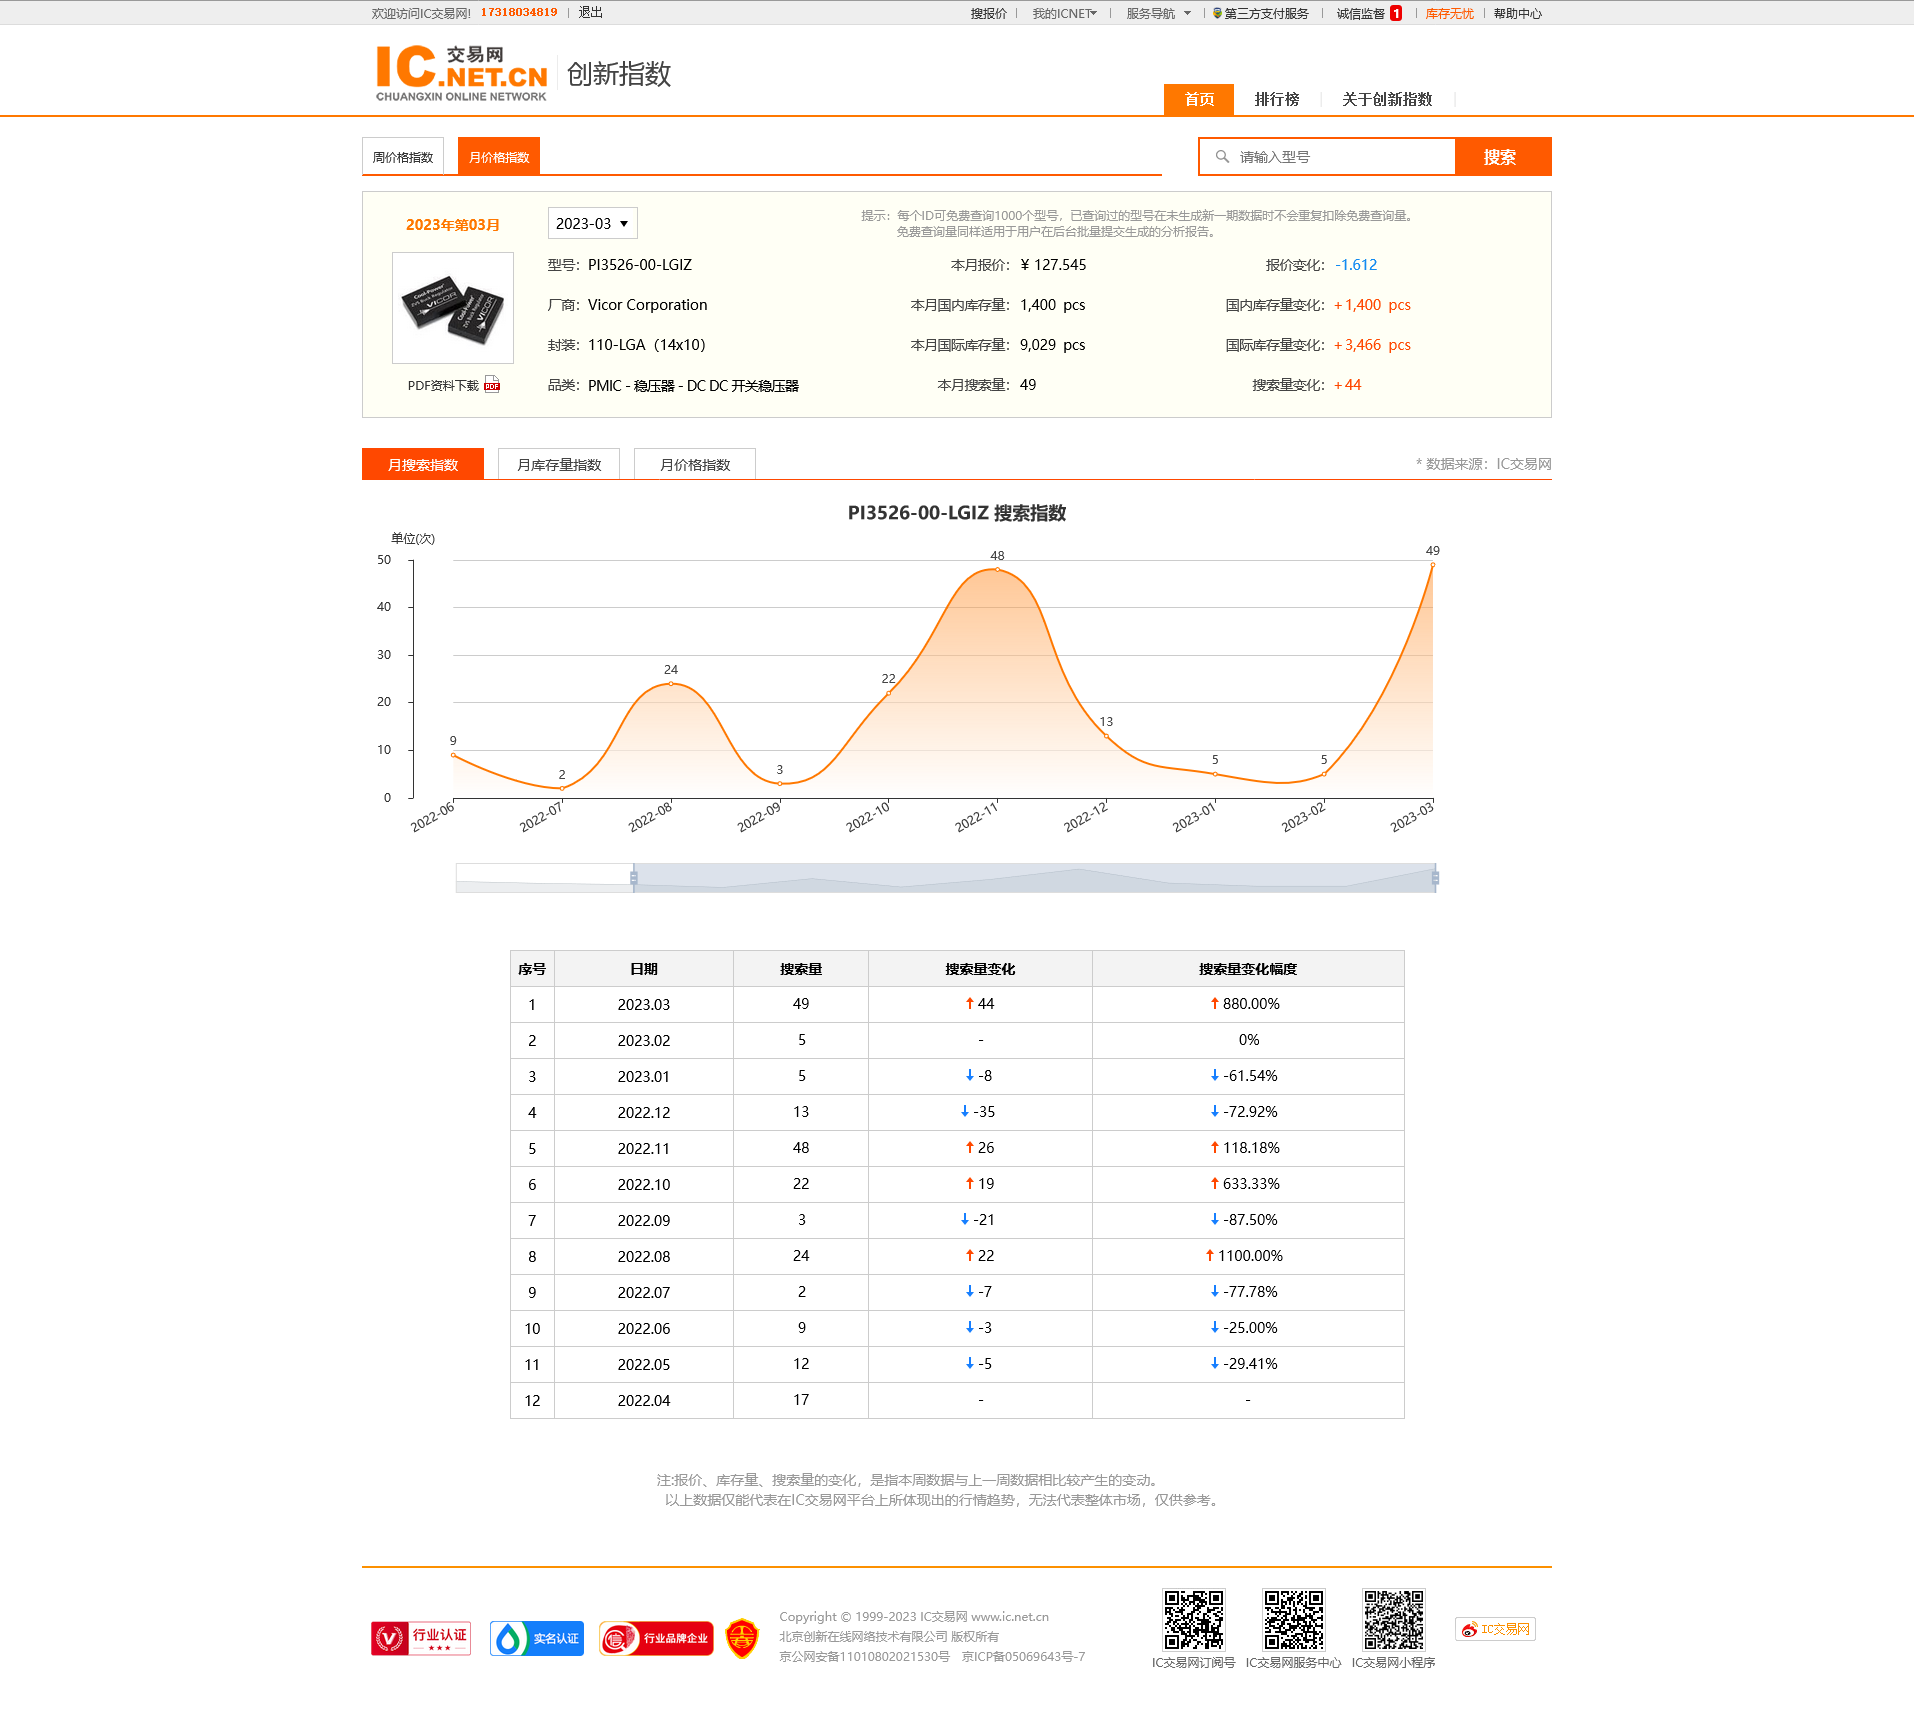 欢迎访问IC交易网! 17318034819 | 退出 搜报价 | 我的ICNET | 服务导航 | 第三方支付服务 | 诚信监督 1 | 库存无忧 | 帮助中心
IC.NET.CN 交易网 创新指数
CHUANGXIN ONLINE NETWORK
首页 排行榜 关于创新指数
周价格指数 月价格指数 请输入型号 搜索
2023年第03月 2023-03 提示：每个ID可免费查询1000个型号，已查询过的型号在未生成新一期数据时不会重复扣除免费查询量。
免费查询量同样适用于用户在后台批量提交生成的分析报告。
型号：PI3526-00-LGIZ 本月报价：¥ 127.545 报价变化：-1.612
厂商：Vicor Corporation 本月国内库存量：1,400 pcs 国内库存量变化：+1,400 pcs
封装：110-LGA（14x10） 本月国际库存量：9,029 pcs 国际库存量变化：+3,466 pcs
PDF资料下载 品类：PMIC - 稳压器 - DC DC 开关稳压器 本月搜索量：49 搜索量变化：+44
月搜索指数 月库存量指数 月价格指数 * 数据来源：IC交易网
PI3526-00-LGIZ 搜索指数
单位(次)
50
40
30
20
10
0
9 2 24 3 22 48 13 5 5 49
2022-06 2022-07 2022-08 2022-09 2022-10 2022-11 2022-12 2023-01 2023-02 2023-03
序号 日期 搜索量 搜索量变化 搜索量变化幅度
1 2023.03 49 ↑ 44 ↑ 880.00%
2 2023.02 5 - 0%
3 2023.01 5 ↓ -8 ↓ -61.54%
4 2022.12 13 ↓ -35 ↓ -72.92%
5 2022.11 48 ↑ 26 ↑ 118.18%
6 2022.10 22 ↑ 19 ↑ 633.33%
7 2022.09 3 ↓ -21 ↓ -87.50%
8 2022.08 24 ↑ 22 ↑ 1100.00%
9 2022.07 2 ↓ -7 ↓ -77.78%
10 2022.06 9 ↓ -3 ↓ -25.00%
11 2022.05 12 ↓ -5 ↓ -29.41%
12 2022.04 17 - -
注:报价、库存量、搜索量的变化，是指本周数据与上一周数据相比较产生的变动。
以上数据仅能代表在IC交易网平台上所体现出的行情趋势，无法代表整体市场，仅供参考。
行业认证 实名认证 信 行业品牌企业
Copyright © 1999-2023 IC交易网 www.ic.net.cn
北京创新在线网络技术有限公司 版权所有
京公网安备11010802021530号 京ICP备05069643号-7
IC交易网订阅号 IC交易网服务中心 IC交易网小程序
IC交易网